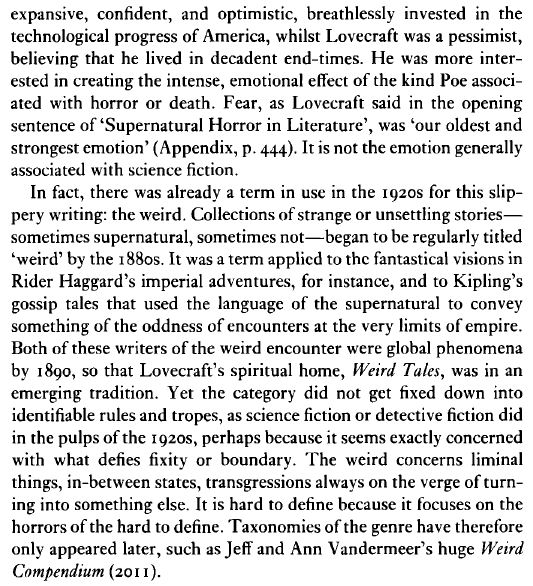 expansive, confident, and optimistic, breathlessly invested in the
technological progress of America, whilst Lovecraft was a pessimist,
believing that he lived in decadent end-times. He was more inter-
ested in creating the intense, emotional effect of the kind Poe associ-
ated with horror or death. Fear, as Lovecraft said in the opening
sentence of ‘Supernatural Horror in Literature’, was ‘our oldest and
strongest emotion’ (Appendix, p. 444). It is not the emotion generally
associated with science fiction.
In fact, there was already a term in use in the 1920s for this slip-
pery writing: the weird. Collections of strange or unsettling stories—
sometimes supernatural, sometimes not—began to be regularly titled
‘weird’ by the 1880s. It was a term applied to the fantastical visions in
Rider Haggard’s imperial adventures, for instance, and to Kipling’s
gossip tales that used the language of the supernatural to convey
something of the oddness of encounters at the very limits of empire.
Both of these writers of the weird encounter were global phenomena
by 1890, so that Lovecraft’s spiritual home, Weird Tales, was in an
emerging tradition. Yet the category did not get fixed down into
identifiable rules and tropes, as science fiction or detective fiction did
in the pulps of the 1920s, perhaps because it seems exactly concerned
with what defies fixity or boundary. The weird concerns liminal
things, in-between states, transgressions always on the verge of turn-
ing into something else. It is hard to define because it focuses on the
horrors of the hard to define. Taxonomies of the genre have therefore
only appeared later, such as Jeff and Ann Vandermeer’s huge Weird
Compendium (2011).